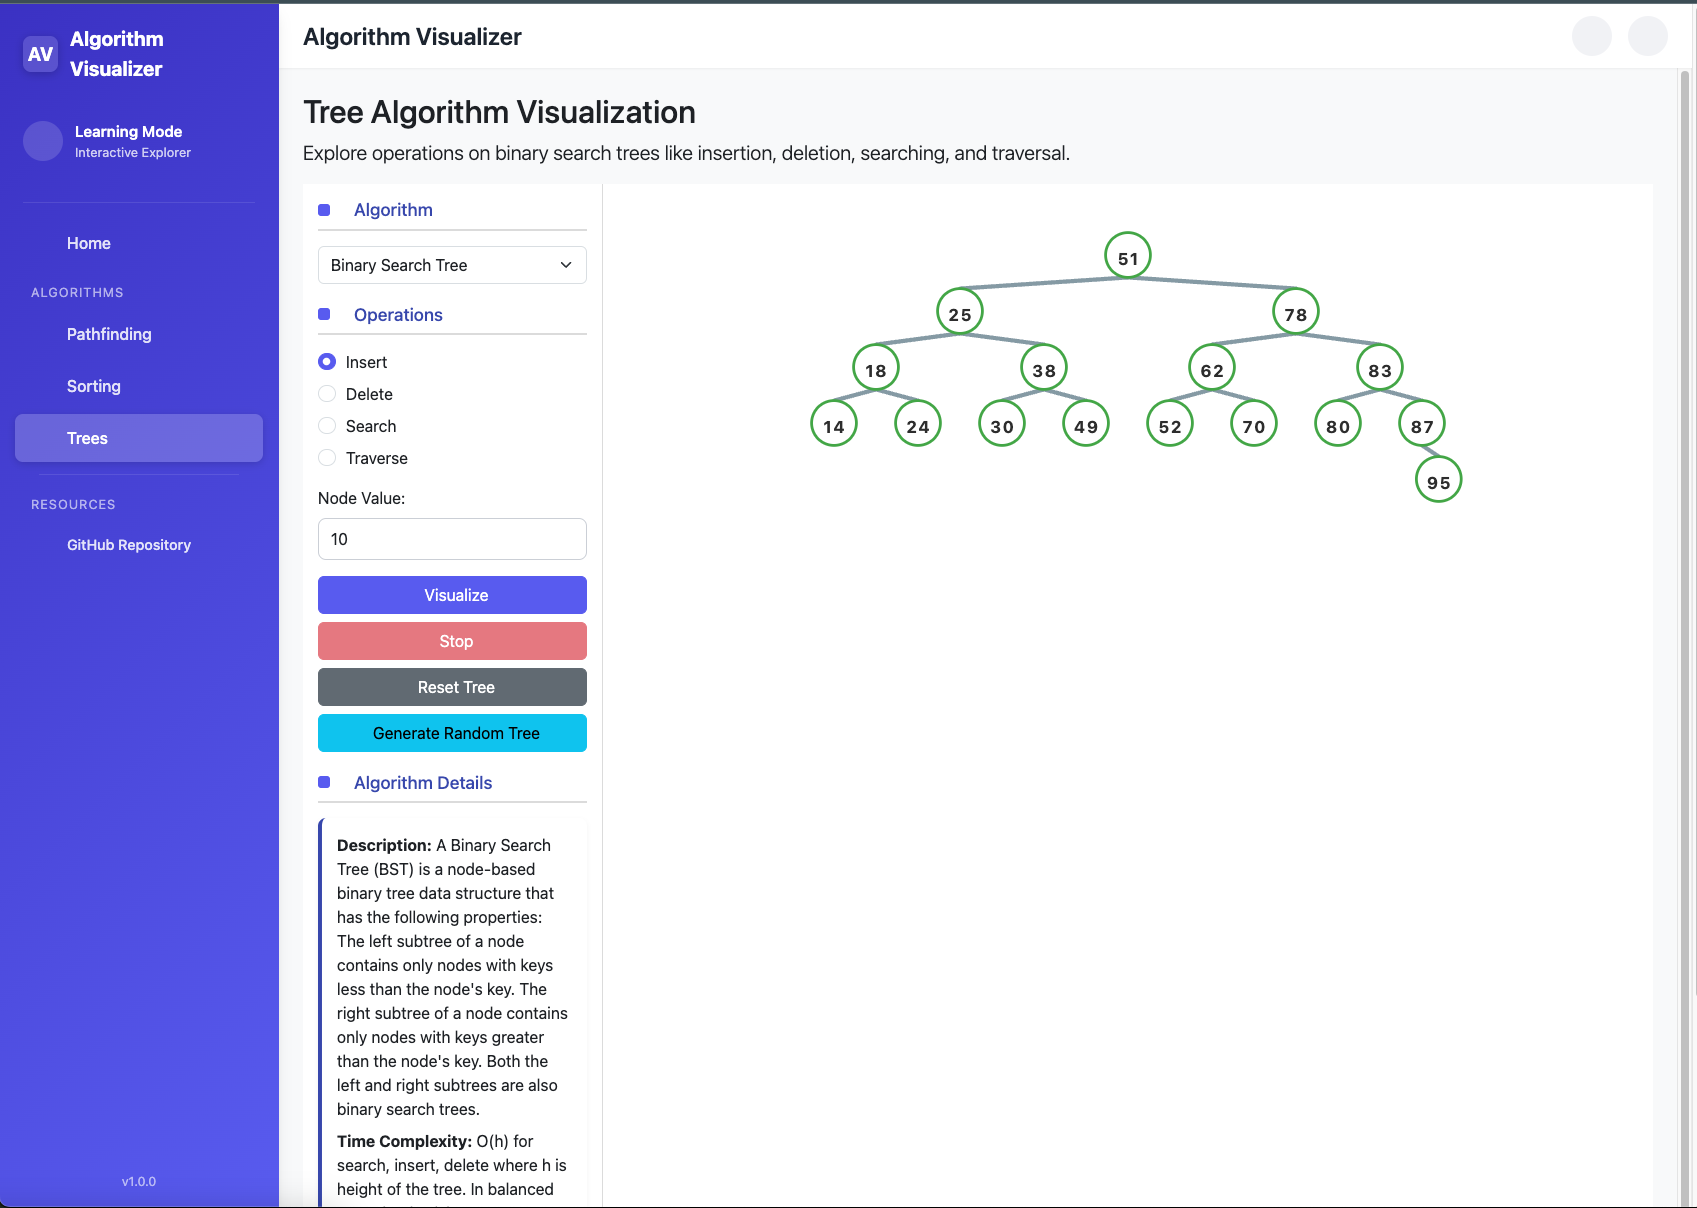 AV
Algorithm
Visualizer
Learning Mode
Interactive Explorer
Home
ALGORITHMS
Pathfinding
Sorting
Trees
RESOURCES
GitHub Repository
v1.0.0
Algorithm Visualizer
Tree Algorithm Visualization
Explore operations on binary search trees like insertion, deletion, searching, and traversal.
Algorithm
Binary Search Tree
Operations
Insert
Delete
Search
Traverse
Node Value:
10
Visualize
Stop
Reset Tree
Generate Random Tree
Algorithm Details
Description: A Binary Search
Tree (BST) is a node-based
binary tree data structure that
has the following properties:
The left subtree of a node
contains only nodes with keys
less than the node's key. The
right subtree of a node contains
only nodes with keys greater
than the node's key. Both the
left and right subtrees are also
binary search trees.
Time Complexity: O(h) for
search, insert, delete where h is
height of the tree. In balanced
51
25 78
18 38 62 83
14 24 30 49 52 70 80 87
95